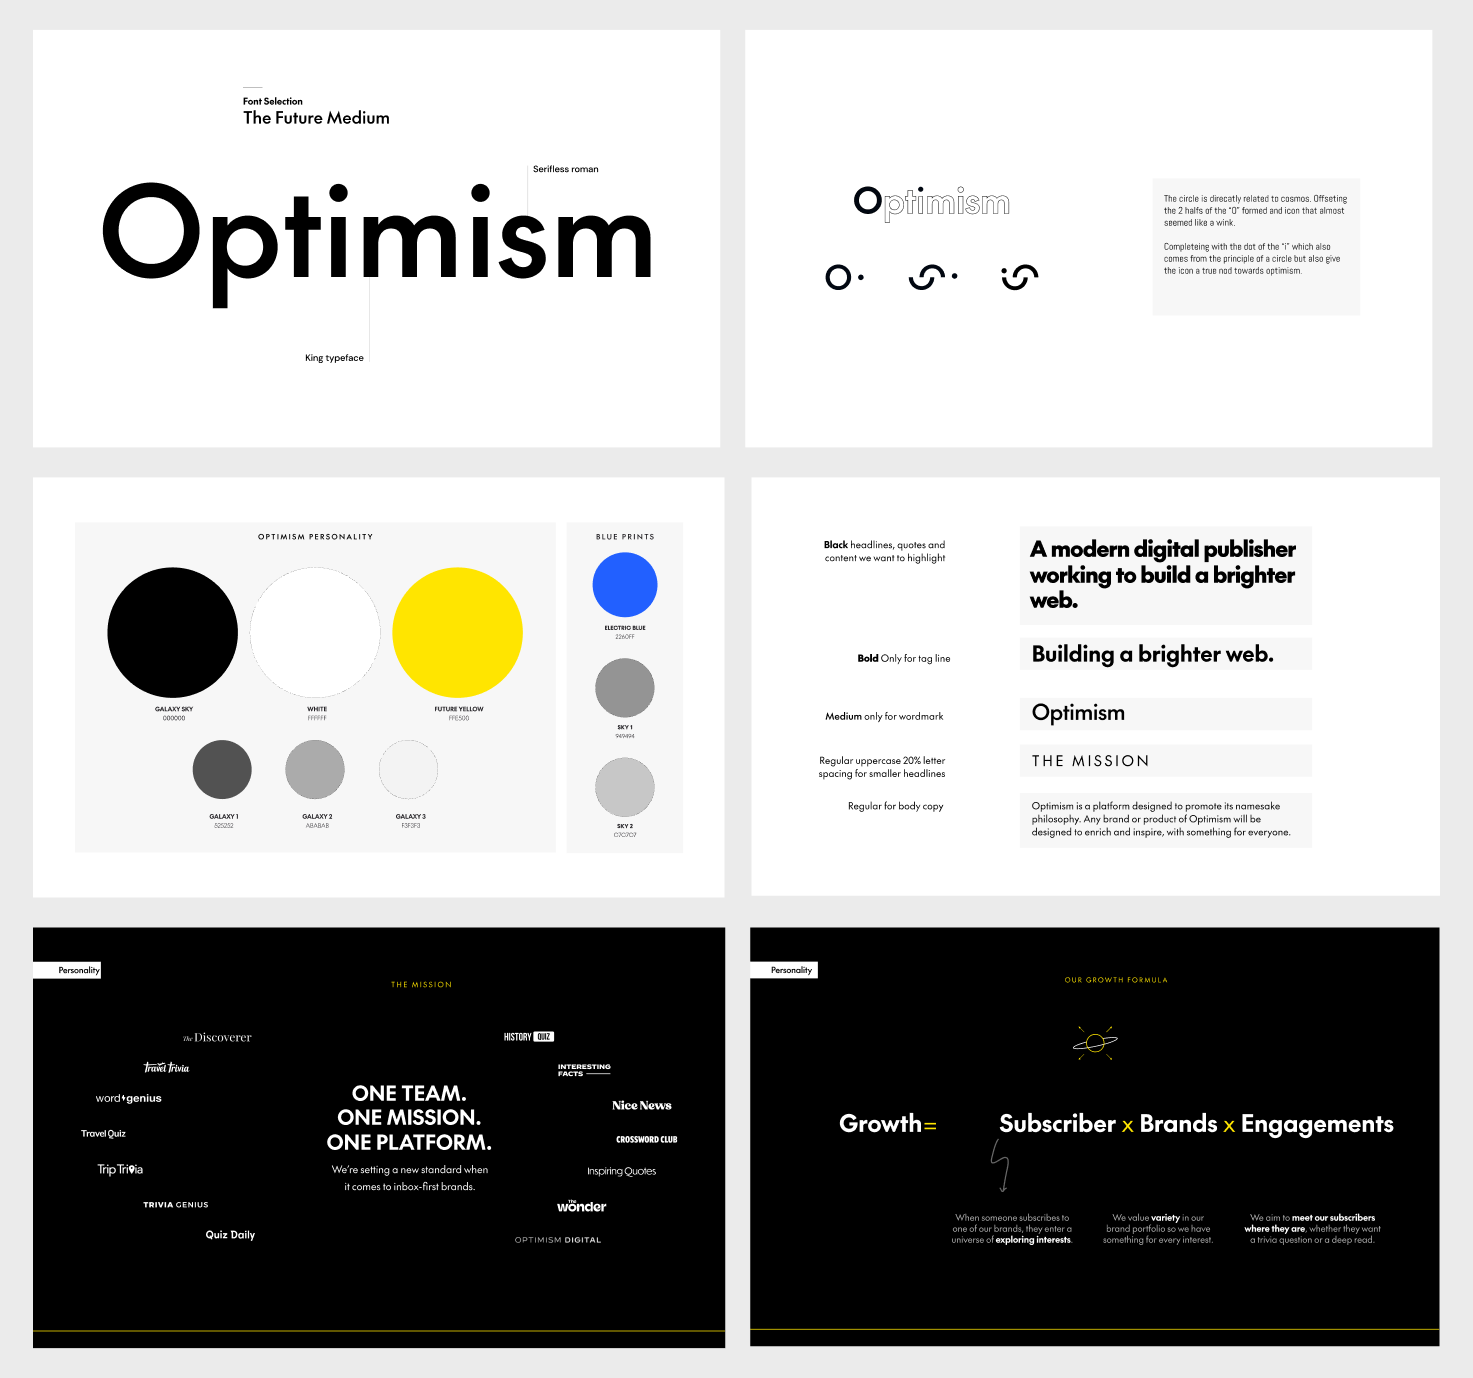 Font Selection
The Future Medium
Serifless roman
Optimism
King typeface
Optimism
The circle is direcatly related to cosmos. Offseting
the 2 halfs of the "O" formed and icon that almost
seemed like a wink.
Completeing with the dot of the "i" which also
comes from the principle of a circle but also give
the icon a true nod towards optimism.
OPTIMISM PERSONALITY
GALAXY SKY
000000
WHITE
FFFFFF
FUTURE YELLOW
FFE500
GALAXY 1
525252
GALAXY 2
ABABAB
GALAXY 3
F3F3F3
BLUE PRINTS
ELECTRIC BLUE
2260FF
SKY 1
949494
SKY 2
C7C7C7
Black headlines, quotes and
content we want to highlight
A modern digital publisher
working to build a brighter
web.
Bold Only for tag line
Building a brighter web.
Medium only for wordmark
Optimism
Regular uppercase 20% letter
spacing for smaller headlines
THE MISSION
Regular for body copy
Optimism is a platform designed to promote its namesake
philosophy. Any brand or product of Optimism will be
designed to enrich and inspire, with something for everyone.
Personality
THE MISSION
The Discoverer
Travel Trivia
word genius
Travel Quiz
Trip Trivia
TRIVIA GENIUS
Quiz Daily
ONE TEAM.
ONE MISSION.
ONE PLATFORM.
We're setting a new standard when
it comes to inbox-first brands.
HISTORY QUIZ
INTERESTING
FACTS
Nice News
CROSSWORD CLUB
Inspiring Quotes
The
wonder
OPTIMISM DIGITAL
Personality
OUR GROWTH FORMULA
Growth= Subscriber x Brands x Engagements
When someone subscribes to
one of our brands, they enter a
universe of exploring interests.
We value variety in our
brand portfolio so we have
something for every interest.
We aim to meet our subscribers
where they are, whether they want
a trivia question or a deep read.